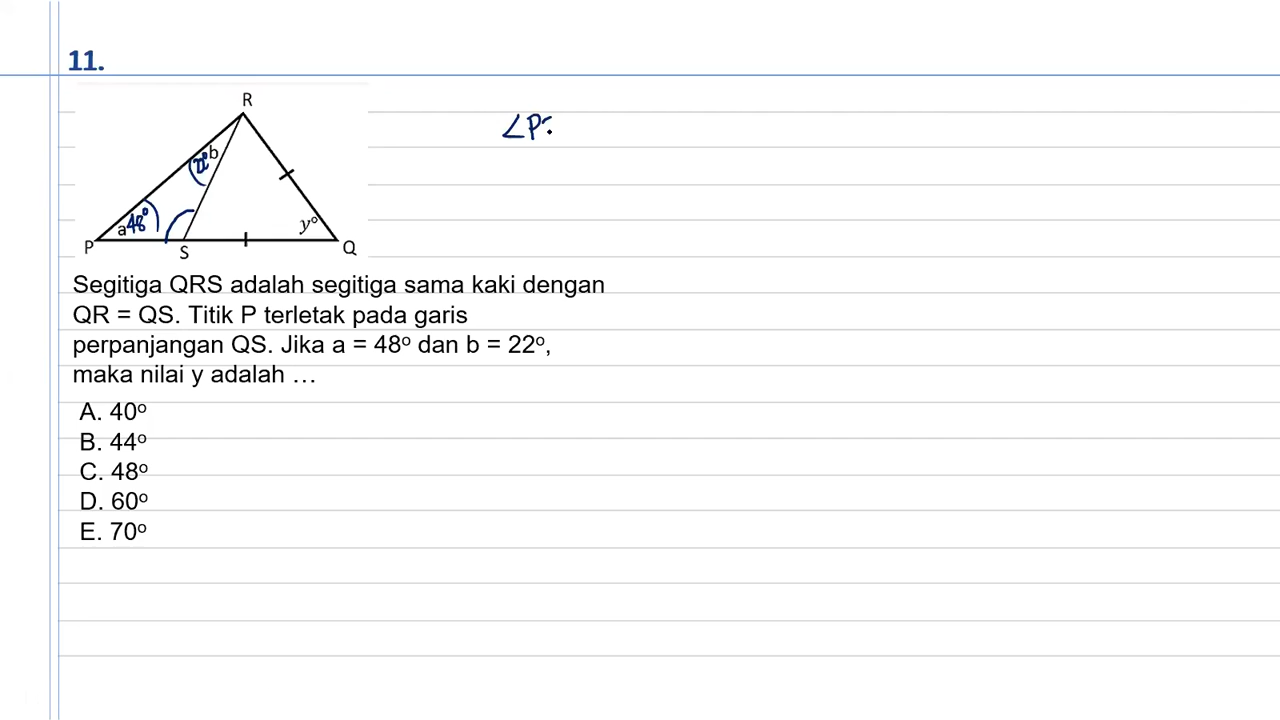 11.
R
22° b
a 48°
y°
P
S
Q
∠P
Segitiga QRS adalah segitiga sama kaki dengan
QR = QS. Titik P terletak pada garis
perpanjangan QS. Jika a = 48° dan b = 22°,
maka nilai y adalah …
A. 40°
B. 44°
C. 48°
D. 60°
E. 70°